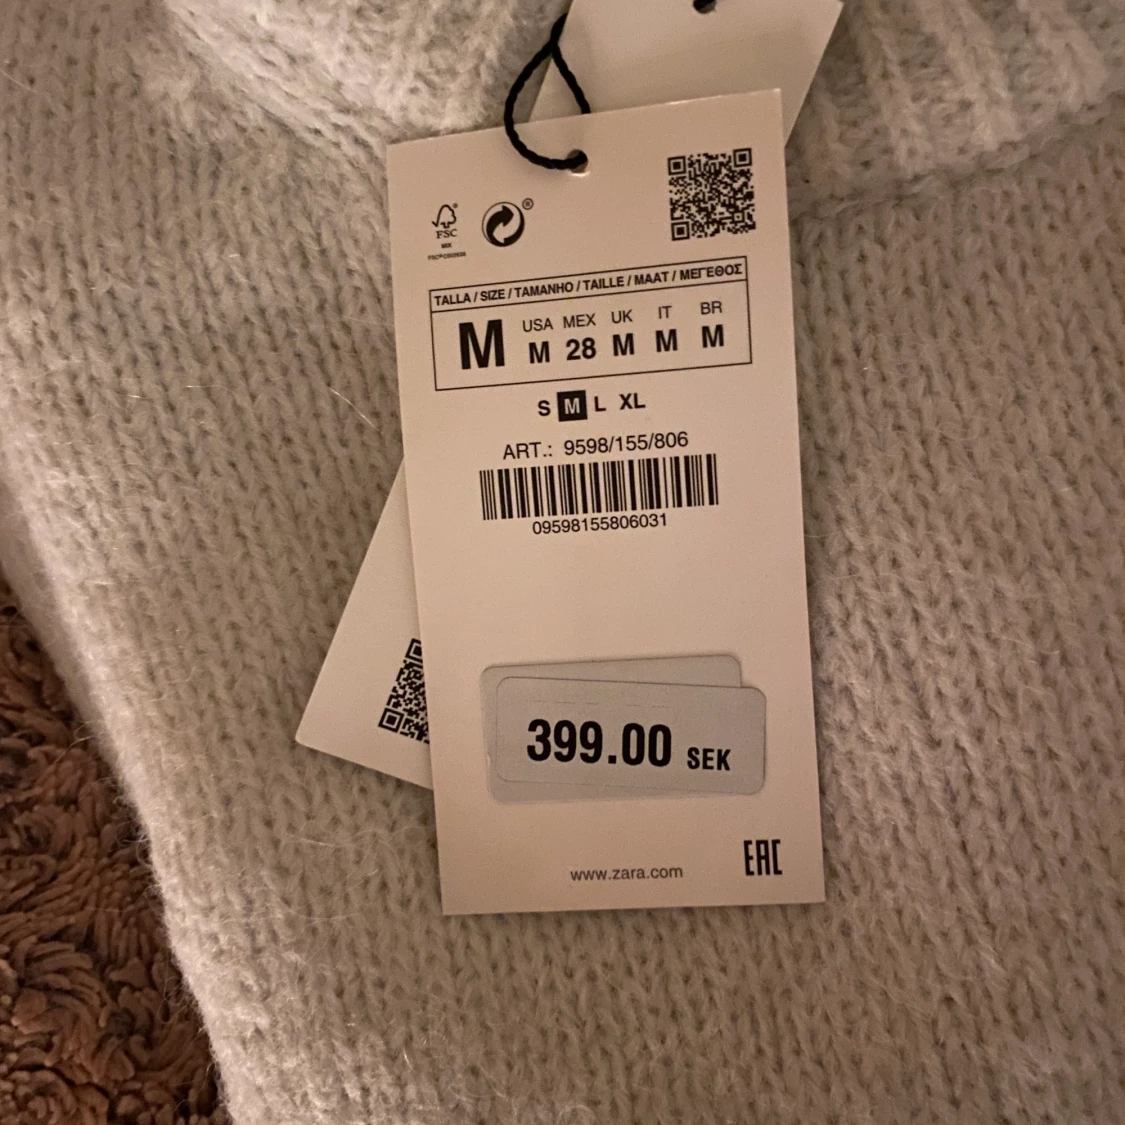 ®
FSC
MIX
TALLA / SIZE / TAMANHO / TAILLE / MAAT / ΜΕΓΕΘΟΣ
M
USA MEX UK IT BR
M 28 M M M
S M L XL
ART.: 9598/155/806
09598155806031
399.00 SEK
www.zara.com
EAC